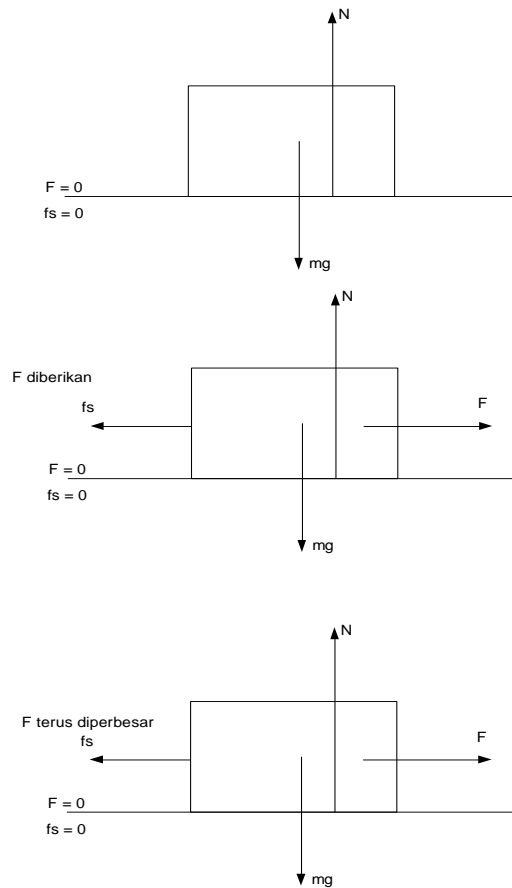 N
F = 0
fs = 0
mg
N
F diberikan
fs
F
F = 0
fs = 0
mg
N
F terus diperbesar
fs
F
F = 0
fs = 0
mg